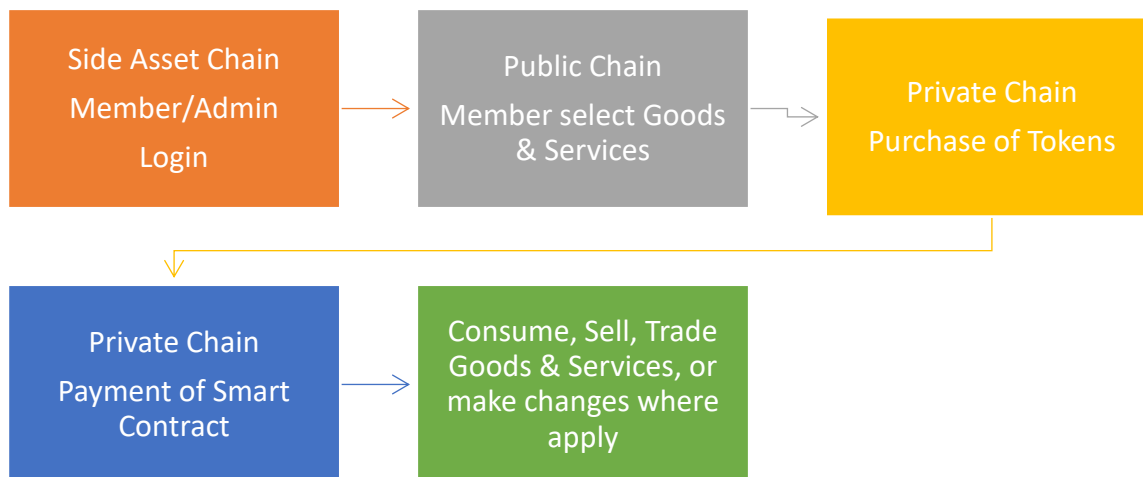 Side Asset Chain
Member/Admin
Login
Public Chain
Member select Goods
& Services
Private Chain
Purchase of Tokens
Private Chain
Payment of Smart
Contract
Consume, Sell, Trade
Goods & Services, or
make changes where
apply